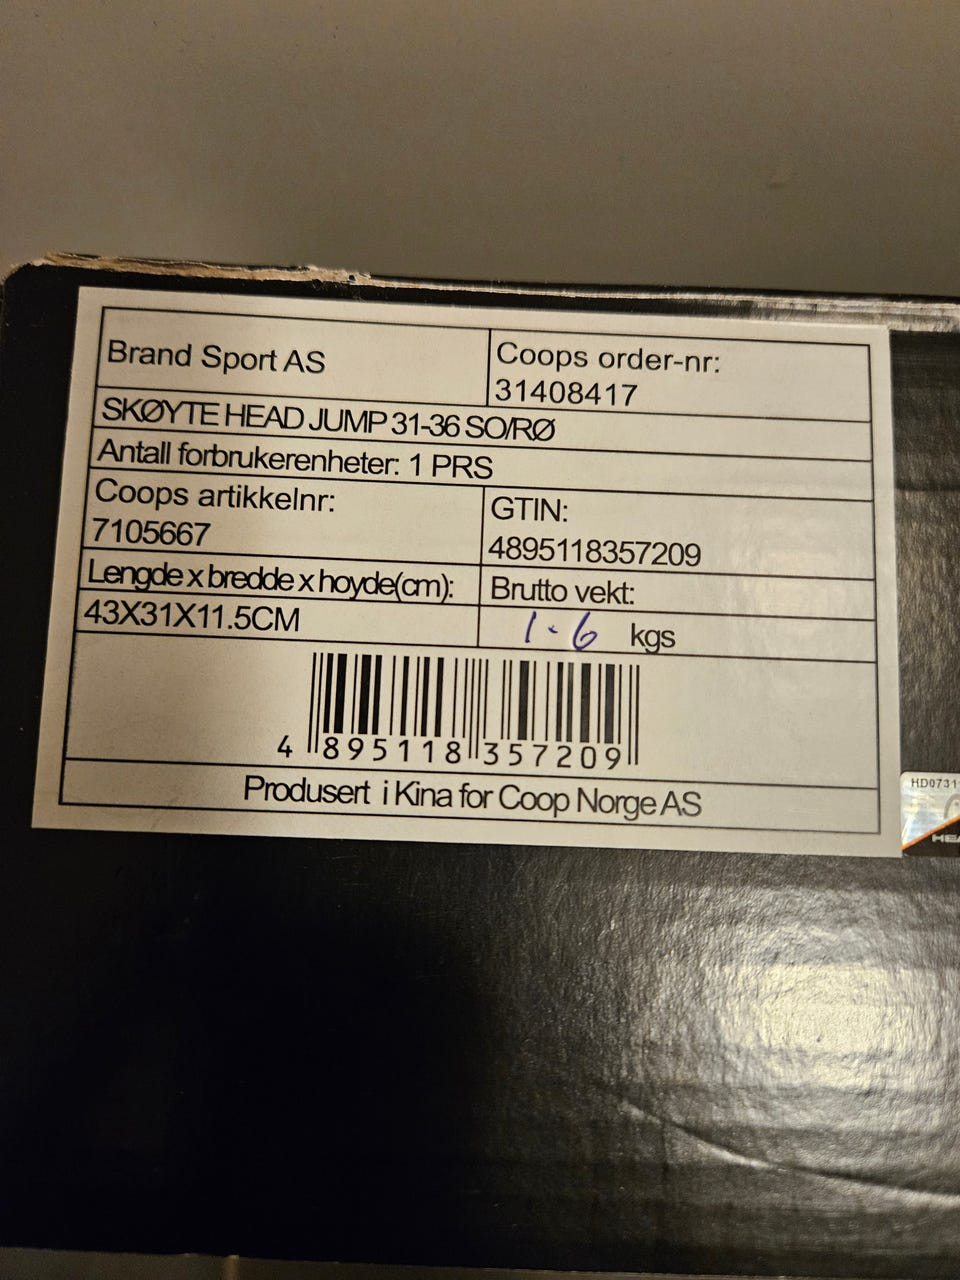 Brand Sport AS
Coops order-nr:
31408417
SKØYTE HEAD JUMP 31-36 SO/RØ
Antall forbrukerenheter: 1 PRS
Coops artikkelnr:
7105667
GTIN:
4895118357209
Lengde x bredde x hoyde(cm):
43X31X11.5CM
Brutto vekt:
1.6 kgs
4 895118 357209
Produsert i Kina for Coop Norge AS